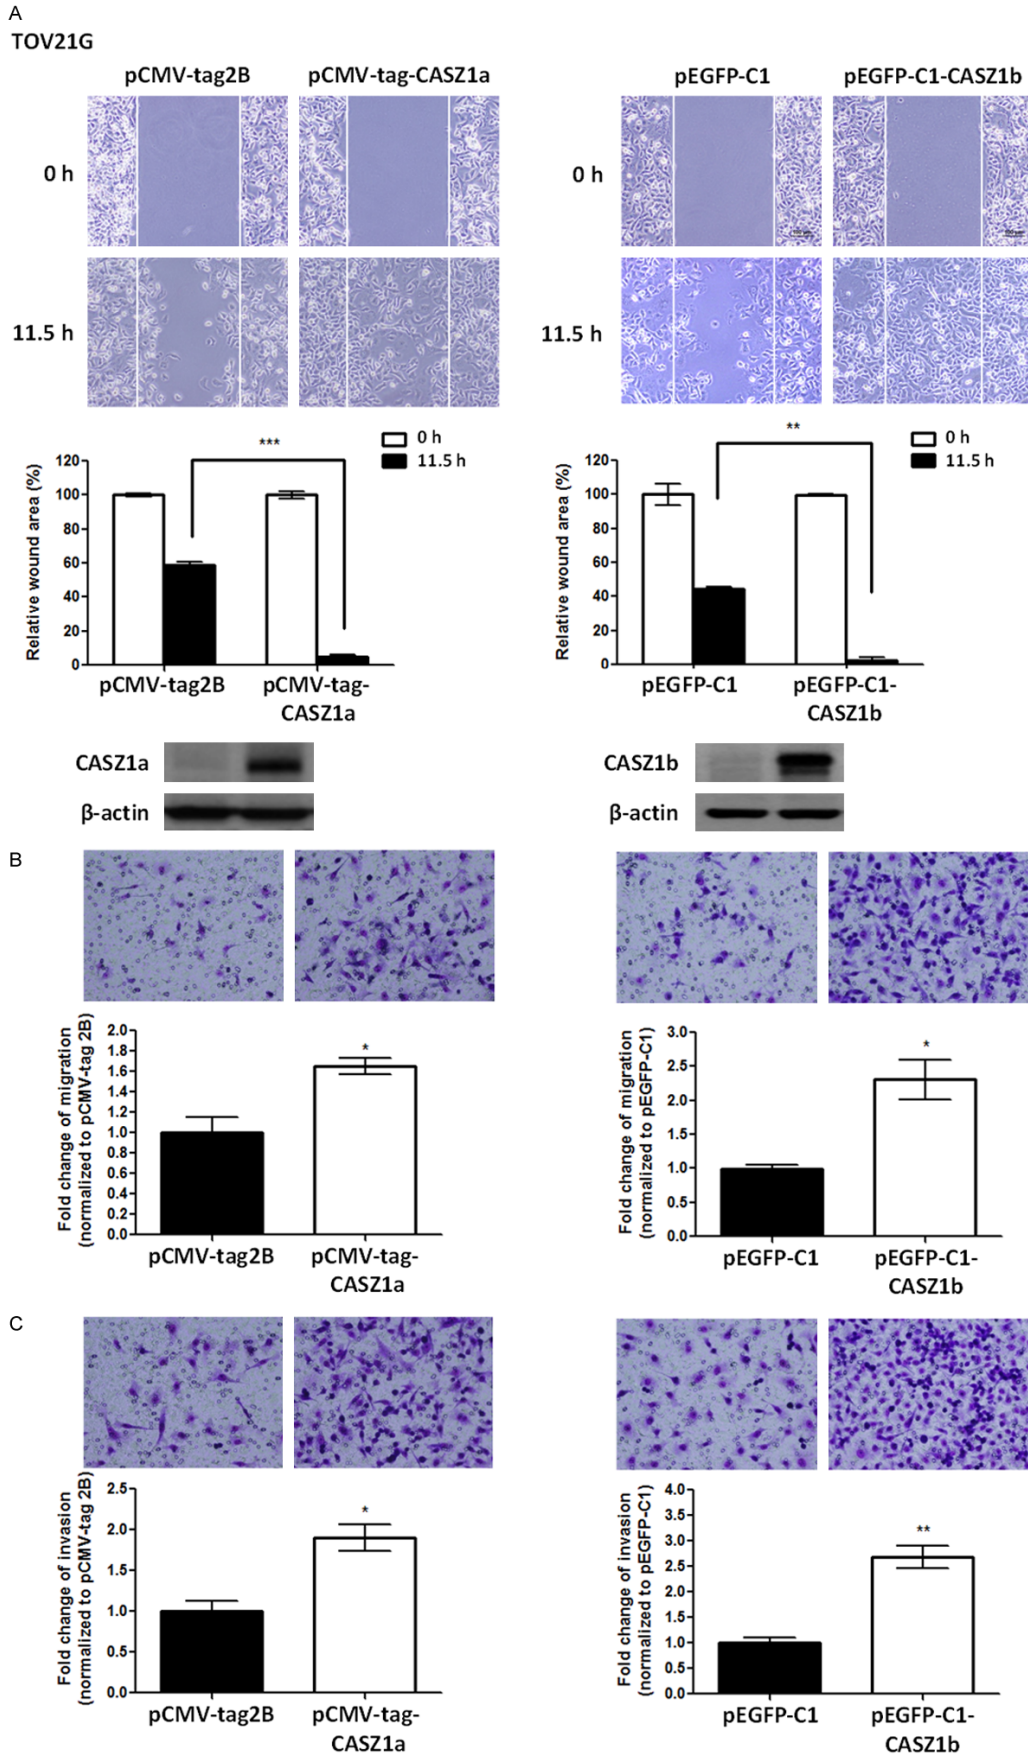 A
TOV21G
pCMV-tag2B
pCMV-tag-CASZ1a
pEGFP-C1
pEGFP-C1-CASZ1b
0 h
0 h
11.5 h
11.5 h
***
0 h
11.5 h
Relative wound area (%)
120
100
80
60
40
20
0
pCMV-tag2B
pCMV-tag-
CASZ1a
**
0 h
11.5 h
Relative wound area (%)
120
100
80
60
40
20
0
pEGFP-C1
pEGFP-C1-
CASZ1b
CASZ1a
β-actin
CASZ1b
β-actin
B
Fold change of migration
(normalized to pCMV-tag 2B)
2.0
1.8
1.6
1.4
1.2
1.0
0.8
0.6
0.4
0.2
0.0
*
pCMV-tag2B
pCMV-tag-
CASZ1a
Fold change of migration
(normalized to pEGFP-C1)
3.0
2.5
2.0
1.5
1.0
0.5
0.0
*
pEGFP-C1
pEGFP-C1-
CASZ1b
C
Fold change of invasion
(normalized to pCMV-tag 2B)
2.5
2.0
1.5
1.0
0.5
0.0
*
pCMV-tag2B
pCMV-tag-
CASZ1a
Fold change of invasion
(normalized to pEGFP-C1)
4.0
3.5
3.0
2.5
2.0
1.5
1.0
0.5
0.0
**
pEGFP-C1
pEGFP-C1-
CASZ1b